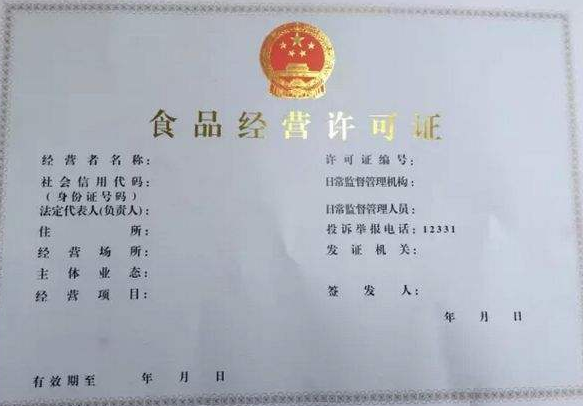 食品经营许可证
经营者名称：
社会信用代码：
（身份证号码）
法定代表人(负责人)：
住所：
经营场所：
主体业态：
经营项目：
有效期至 年 月 日
许可证编号：
日常监督管理机构：
日常监督管理人员：
投诉举报电话：12331
发证机关：
签发人：
年 月 日